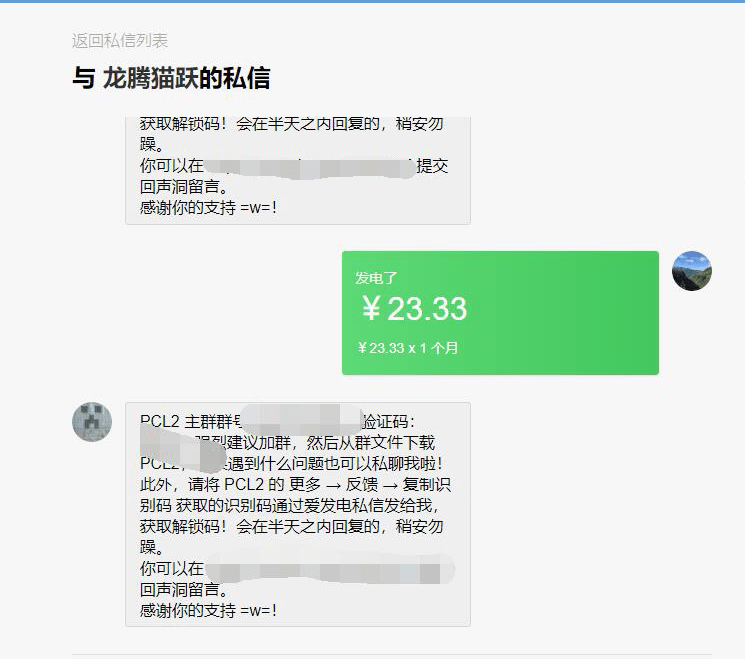 返回私信列表
与 龙腾猫跃的私信
获取解锁码！会在半天之内回复的，稍安勿
躁。
你可以在 提交
回声洞留言。
感谢你的支持 =w=！
发电了
￥23.33
￥23.33 x 1 个月
PCL2 主群群号 验证码：
强烈建议加群，然后从群文件下载
PCL2， 遇到什么问题也可以私聊我啦！
此外，请将 PCL2 的 更多 → 反馈 → 复制识
别码 获取的识别码通过爱发电私信发给我，
获取解锁码！会在半天之内回复的，稍安勿
躁。
你可以在
回声洞留言。
感谢你的支持 =w=！